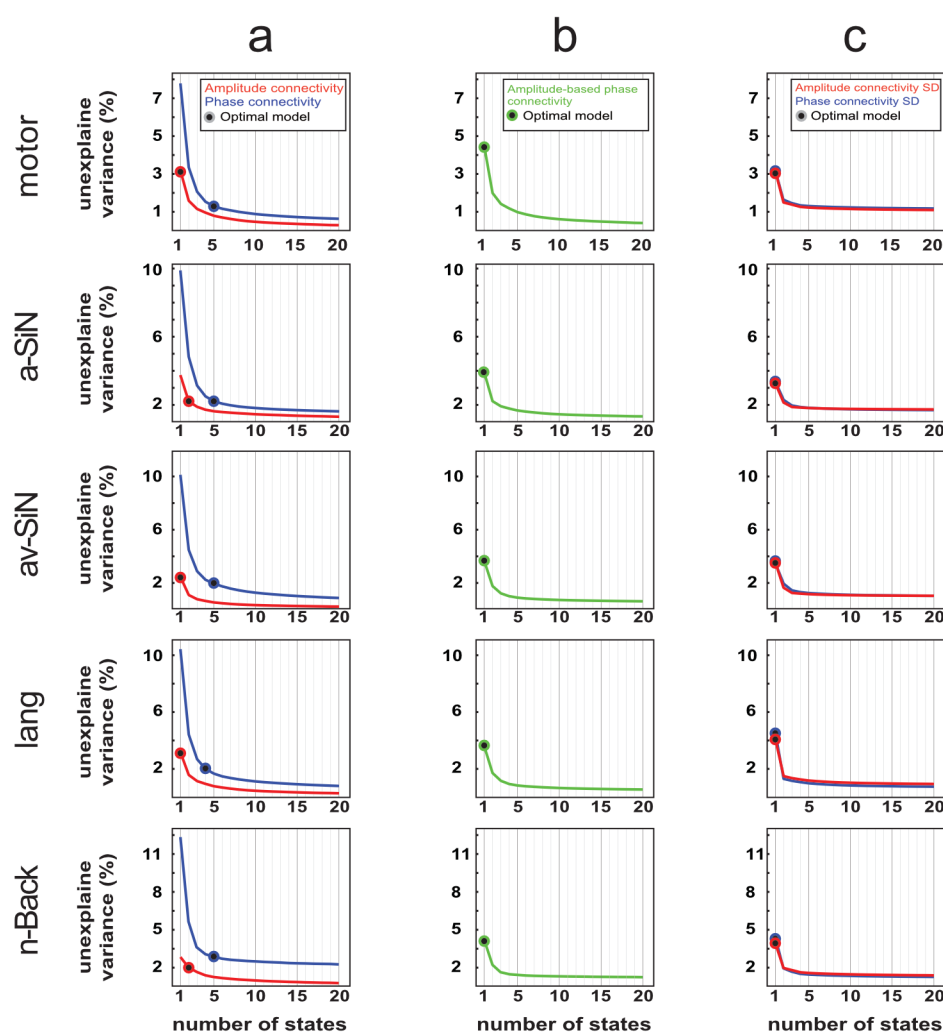 a b c
motor
unexplaine
variance (%)
7
5
3
1
1 5 10 15 20
Amplitude connectivity
Phase connectivity
Optimal model
1 5 10 15 20
Amplitude-based phase
connectivity
Optimal model
1 5 10 15 20
Amplitude connectivity SD
Phase connectivity SD
Optimal model
7
5
3
1
7
5
3
1
a-SiN
unexplaine
variance (%)
10
6
2
1 5 10 15 20
10
6
2
1 5 10 15 20
10
6
2
1 5 10 15 20
av-SiN
unexplaine
variance (%)
10
6
2
1 5 10 15 20
10
6
2
1 5 10 15 20
10
6
2
1 5 10 15 20
lang
unexplaine
variance (%)
10
6
2
1 5 10 15 20
10
6
2
1 5 10 15 20
10
6
2
1 5 10 15 20
n-Back
unexplaine
variance (%)
11
8
5
2
1 5 10 15 20
number of states
11
8
5
2
1 5 10 15 20
number of states
11
8
5
2
1 5 10 15 20
number of states